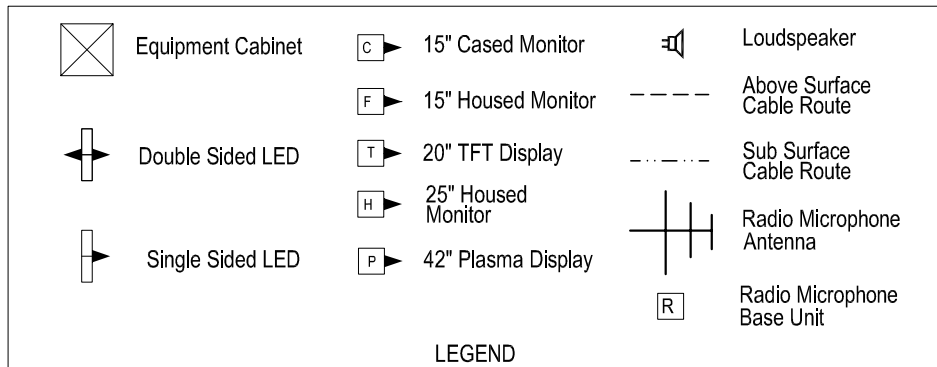 Equipment Cabinet
Double Sided LED
Single Sided LED
C 15" Cased Monitor
F 15" Housed Monitor
T 20" TFT Display
H 25" Housed
Monitor
P 42" Plasma Display
Loudspeaker
Above Surface
Cable Route
Sub Surface
Cable Route
Radio Microphone
Antenna
R Radio Microphone
Base Unit
LEGEND